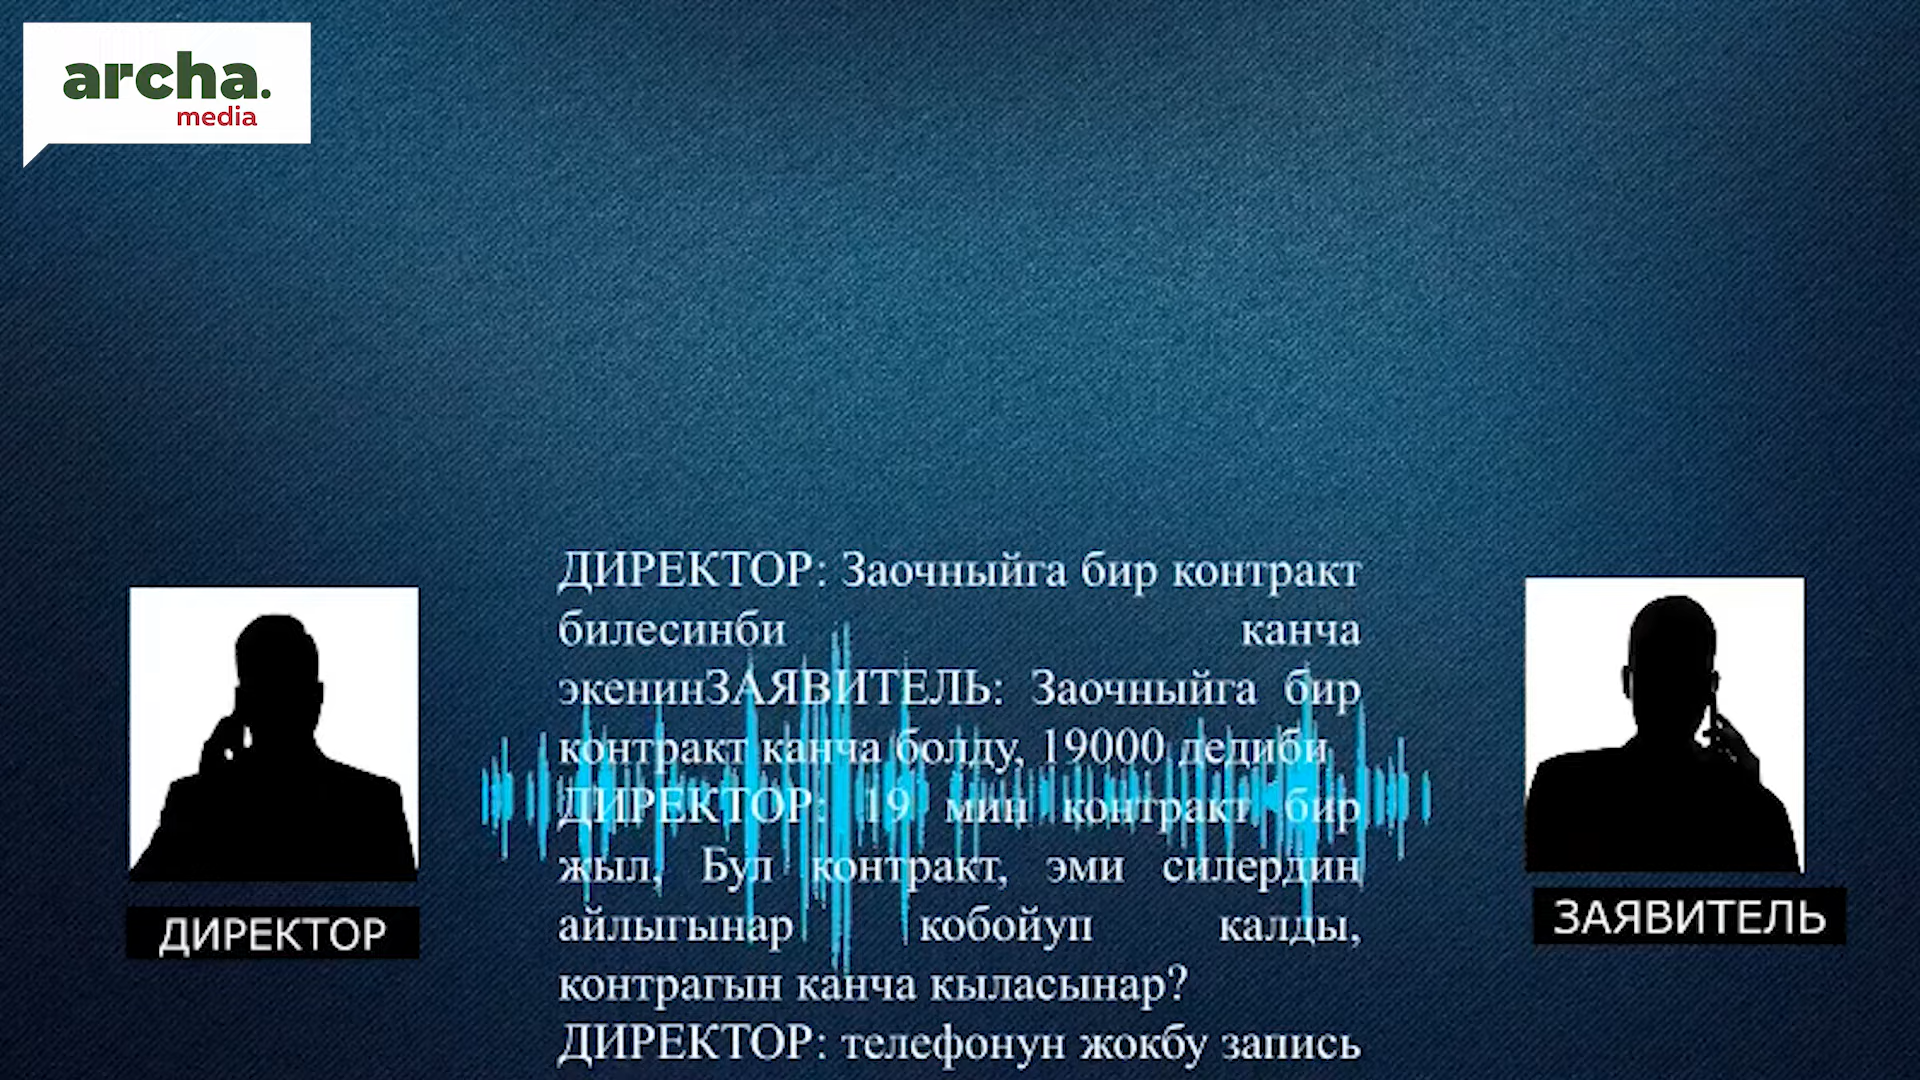 archa.
media
ДИРЕКТОР: Заочныйга бир контракт
билесинби канча
экенинЗАЯВИТЕЛЬ: Заочныйга бир
контракт канча болду, 19000 дедиби
ДИРЕКТОР: 19 мин контракт бир
жыл, Бул контракт, эми силердин
айлыгынар кобойуп калды,
контрагын канча кыласынар?
ДИРЕКТОР: телефонун жокбу запись
ДИРЕКТОР
ЗАЯВИТЕЛЬ